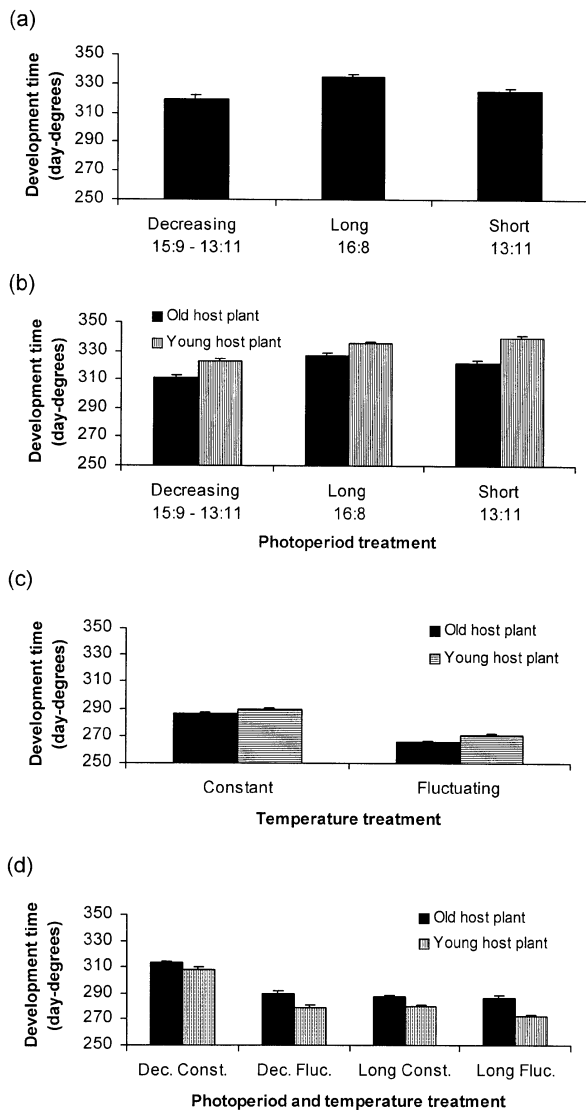 (a)
Development time
(day-degrees)
350
330
310
290
270
250
Decreasing Long Short
15:9 - 13:11 16:8 13:11
(b)
Development time
(day-degrees)
350
330
310
290
270
250
Old host plant
Young host plant
Decreasing Long Short
15:9 - 13:11 16:8 13:11
Photoperiod treatment
(c)
Development time
(day-degrees)
350
330
310
290
270
250
Old host plant
Young host plant
Constant Fluctuating
Temperature treatment
(d)
Development time
(day-degrees)
350
330
310
290
270
250
Old host plant
Young host plant
Dec. Const. Dec. Fluc. Long Const. Long Fluc.
Photoperiod and temperature treatment